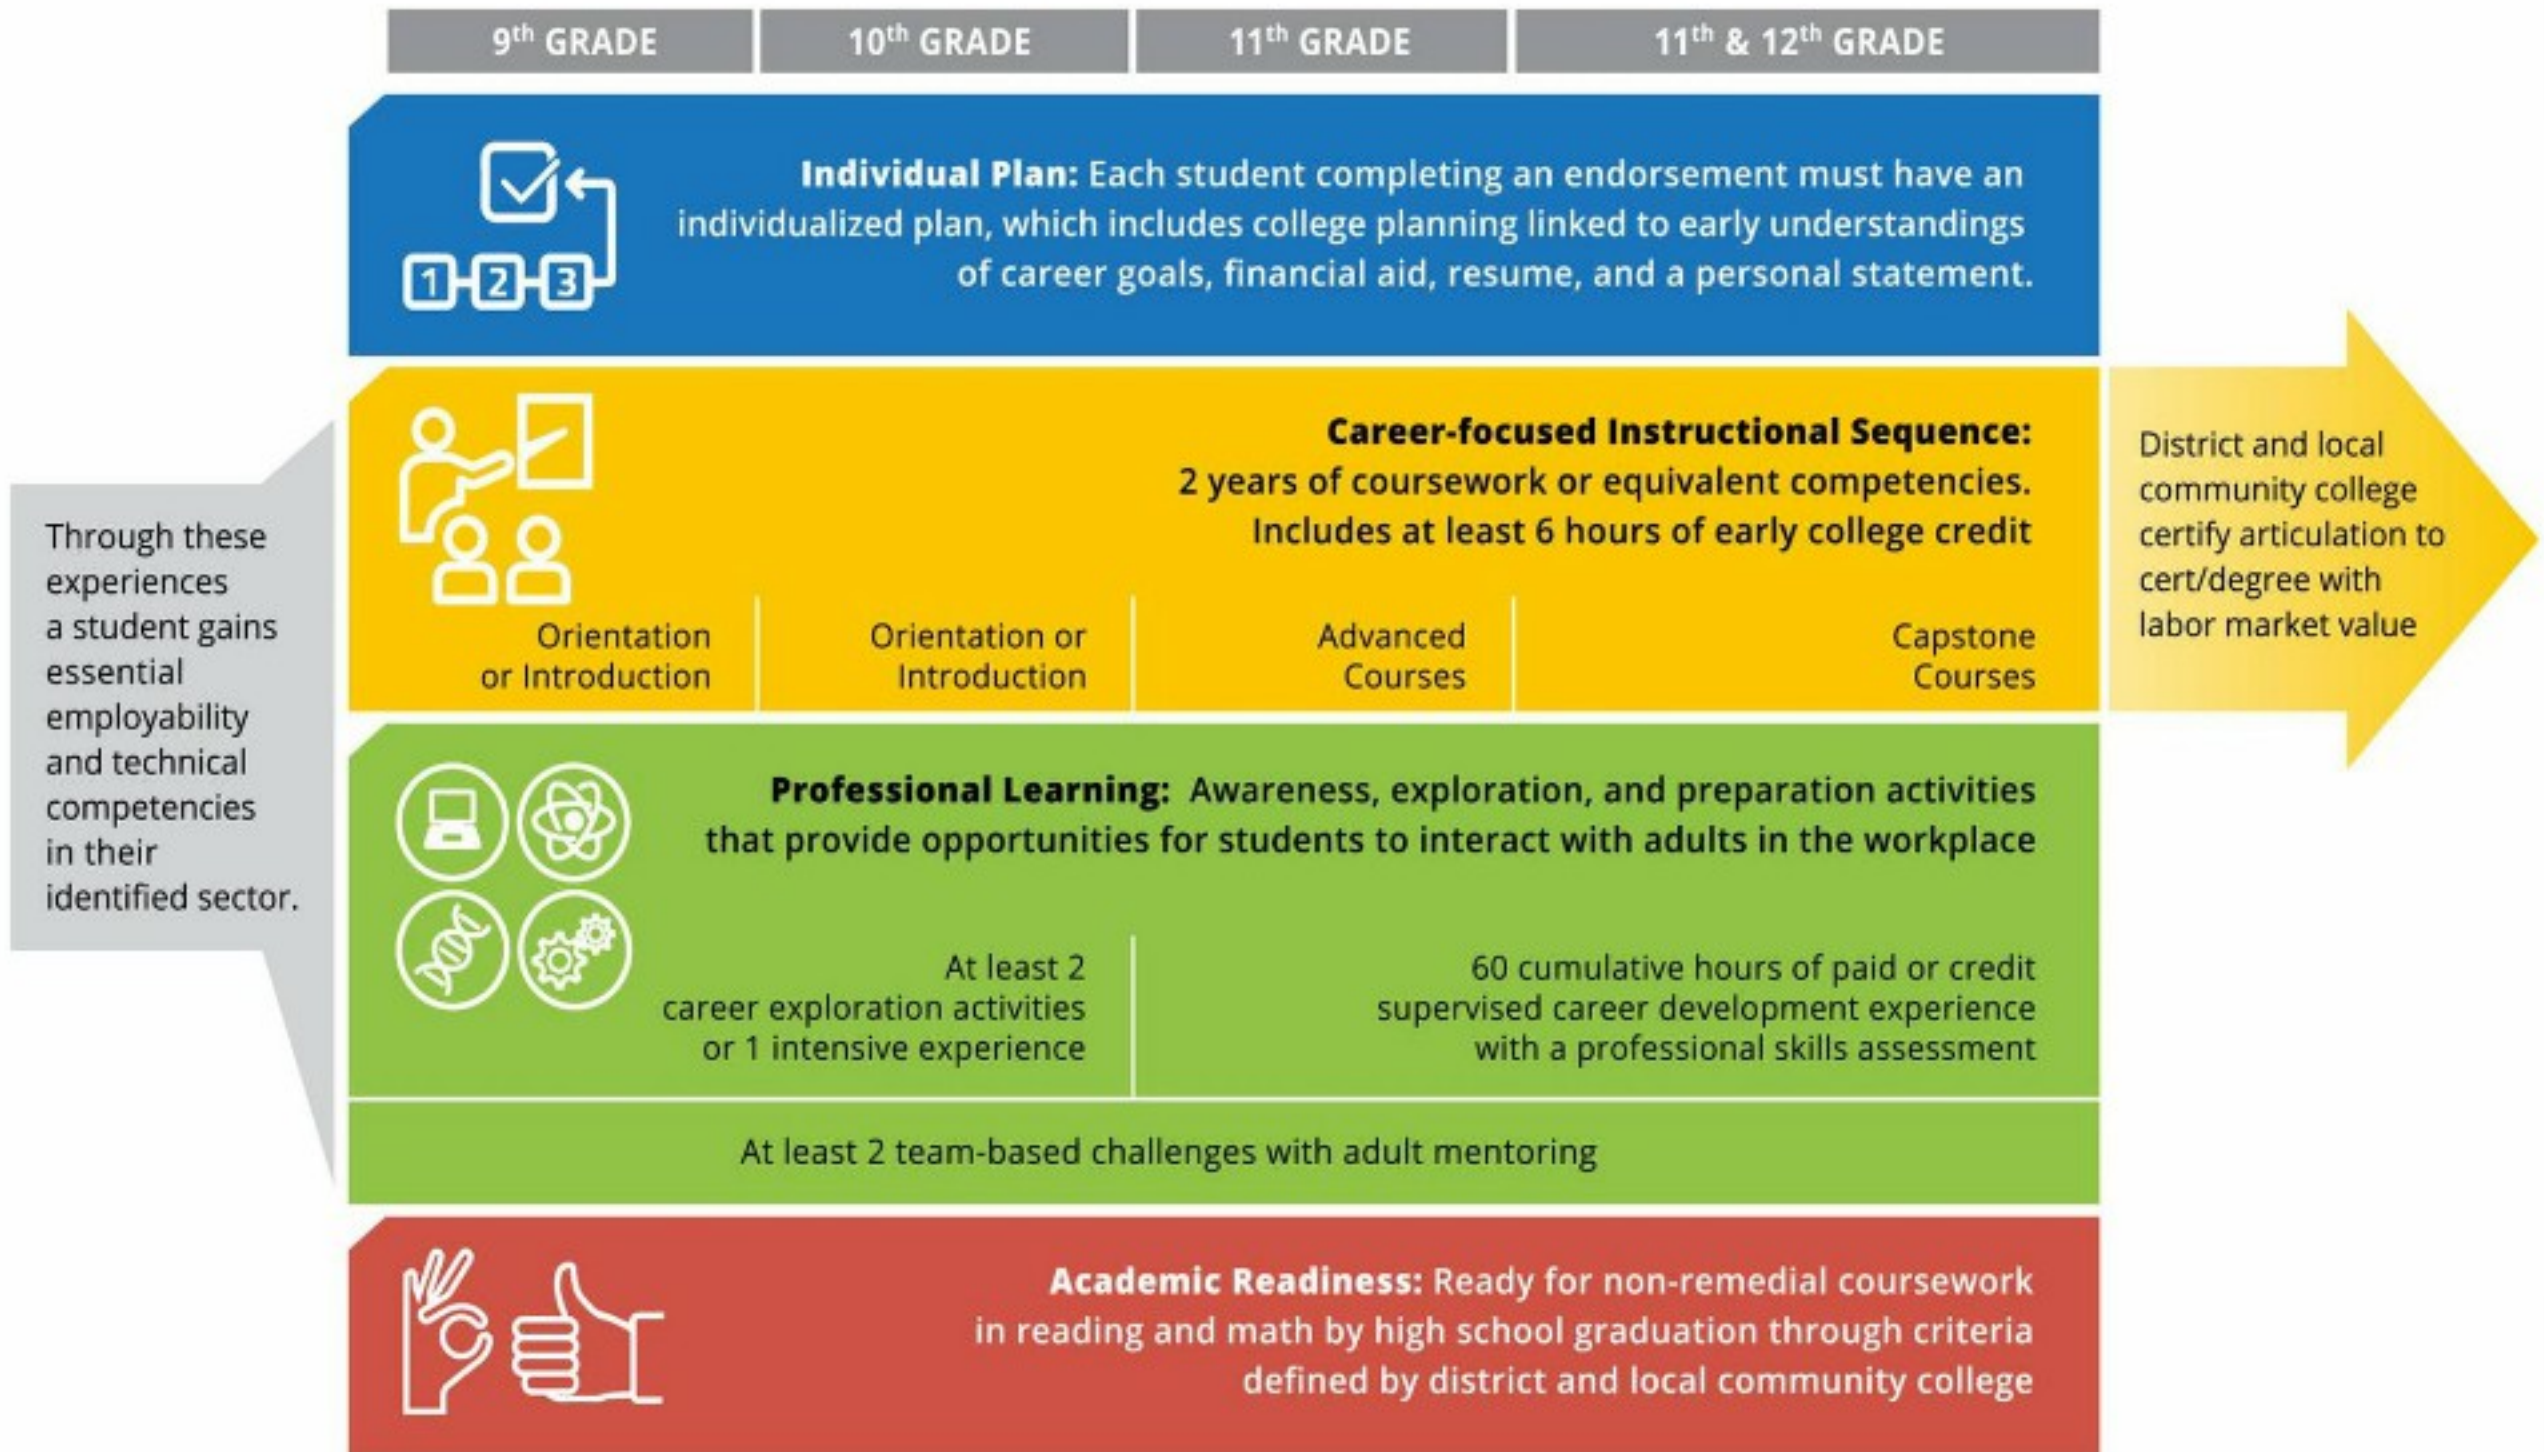 9th GRADE
10th GRADE
11th GRADE
11th & 12th GRADE
Individual Plan: Each student completing an endorsement must have an
individualized plan, which includes college planning linked to early understandings
of career goals, financial aid, resume, and a personal statement.
1 2 3
Through these
experiences
a student gains
essential
employability
and technical
competencies
in their
identified sector.
Career-focused Instructional Sequence:
2 years of coursework or equivalent competencies.
Includes at least 6 hours of early college credit
Orientation
or Introduction
Orientation or
Introduction
Advanced
Courses
Capstone
Courses
District and local
community college
certify articulation to
cert/degree with
labor market value
Professional Learning: Awareness, exploration, and preparation activities
that provide opportunities for students to interact with adults in the workplace
At least 2
career exploration activities
or 1 intensive experience
60 cumulative hours of paid or credit
supervised career development experience
with a professional skills assessment
At least 2 team-based challenges with adult mentoring
Academic Readiness: Ready for non-remedial coursework
in reading and math by high school graduation through criteria
defined by district and local community college